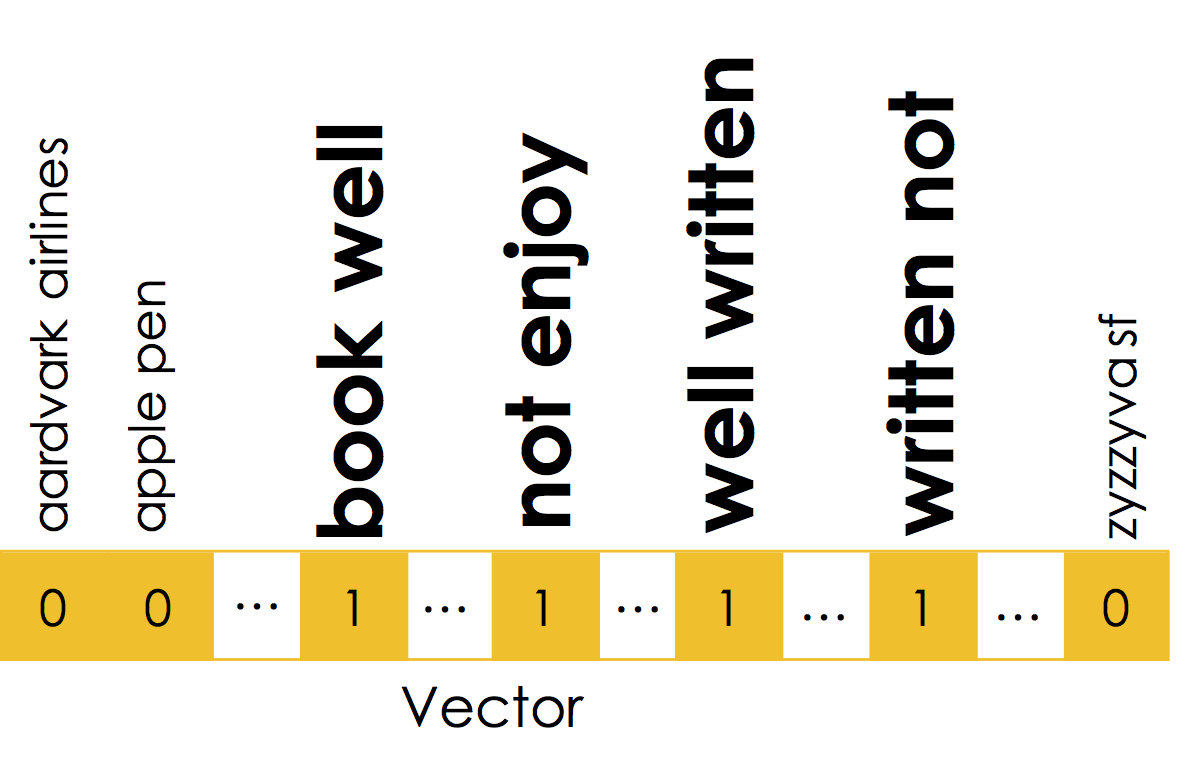 aardvark airlines
apple pen
book well
not enjoy
well written
written not
zyzzyva sf
0 0 ... 1 ... 1 ... 1 ... 1 ... 0
Vector